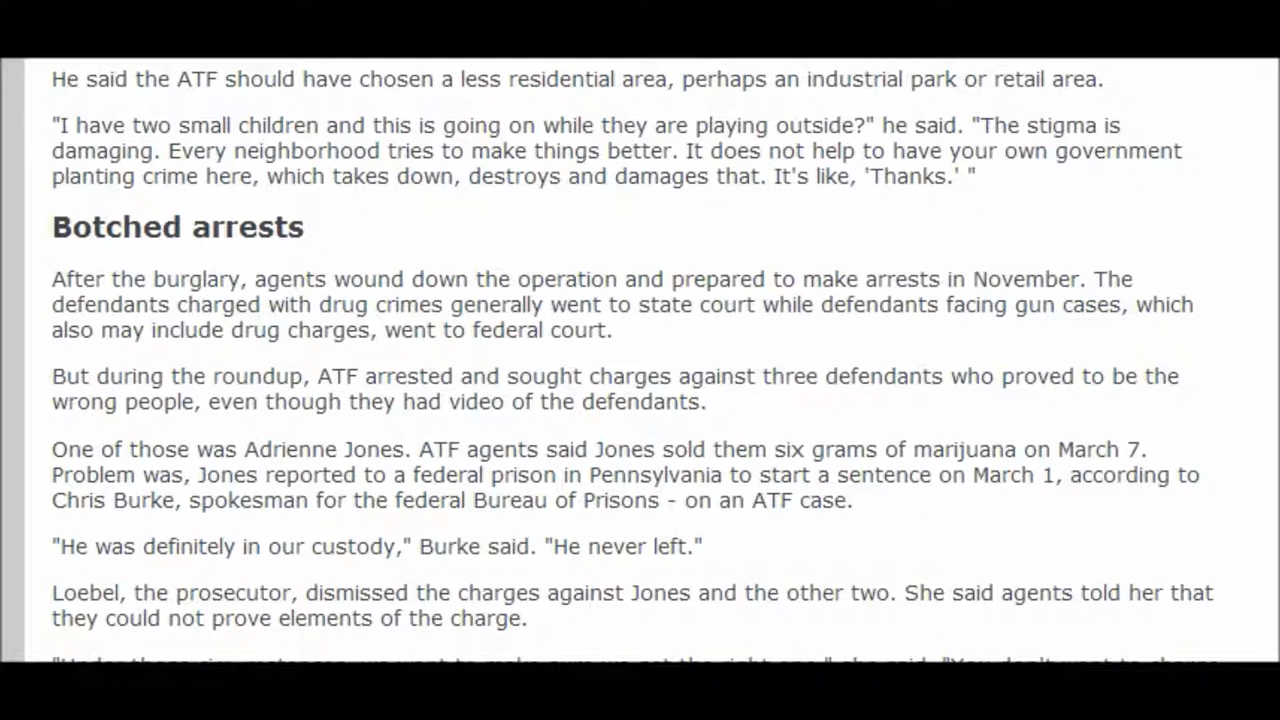 He said the ATF should have chosen a less residential area, perhaps an industrial park or retail area.
"I have two small children and this is going on while they are playing outside?" he said. "The stigma is
damaging. Every neighborhood tries to make things better. It does not help to have your own government
planting crime here, which takes down, destroys and damages that. It's like, 'Thanks.' "
Botched arrests
After the burglary, agents wound down the operation and prepared to make arrests in November. The
defendants charged with drug crimes generally went to state court while defendants facing gun cases, which
also may include drug charges, went to federal court.
But during the roundup, ATF arrested and sought charges against three defendants who proved to be the
wrong people, even though they had video of the defendants.
One of those was Adrienne Jones. ATF agents said Jones sold them six grams of marijuana on March 7.
Problem was, Jones reported to a federal prison in Pennsylvania to start a sentence on March 1, according to
Chris Burke, spokesman for the federal Bureau of Prisons - on an ATF case.
"He was definitely in our custody," Burke said. "He never left."
Loebel, the prosecutor, dismissed the charges against Jones and the other two. She said agents told her that
they could not prove elements of the charge.